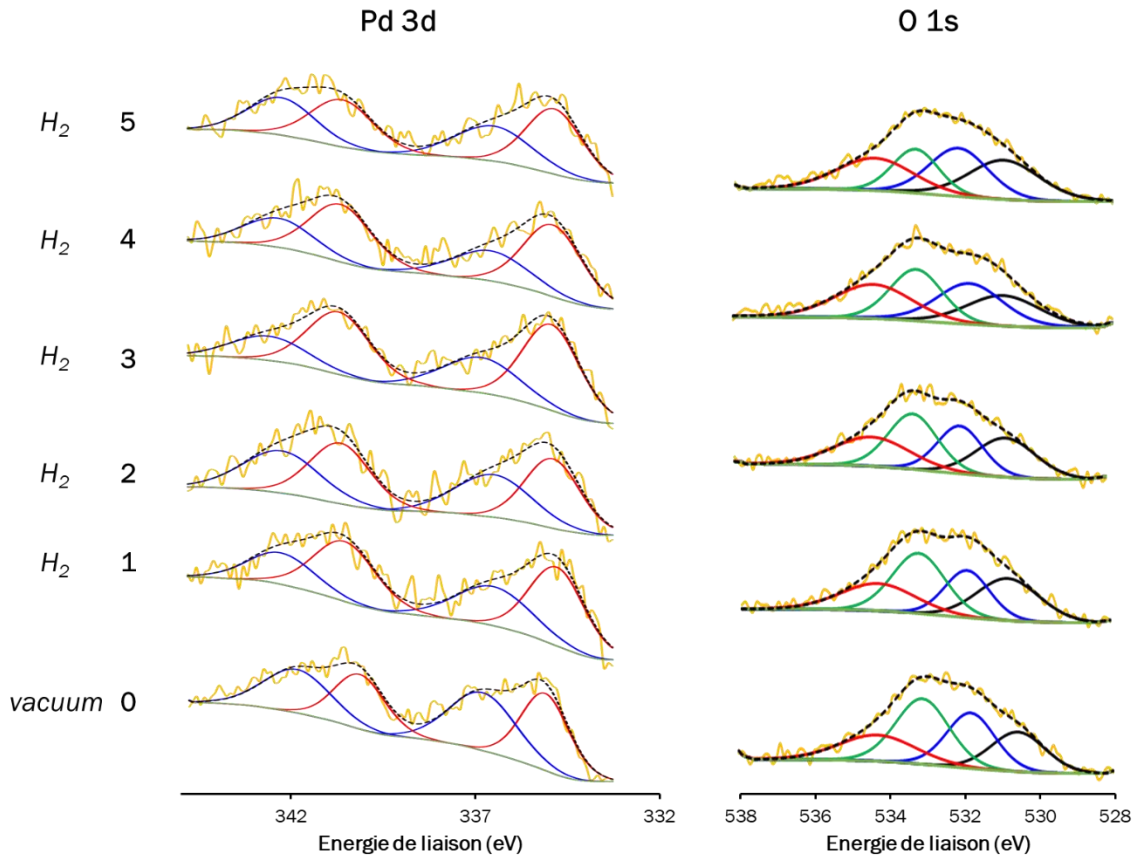 Pd 3d
O 1s
H2 5
H2 4
H2 3
H2 2
H2 1
vacuum 0
342 337 332
538 536 534 532 530 528
Energie de liaison (eV)
Energie de liaison (eV)